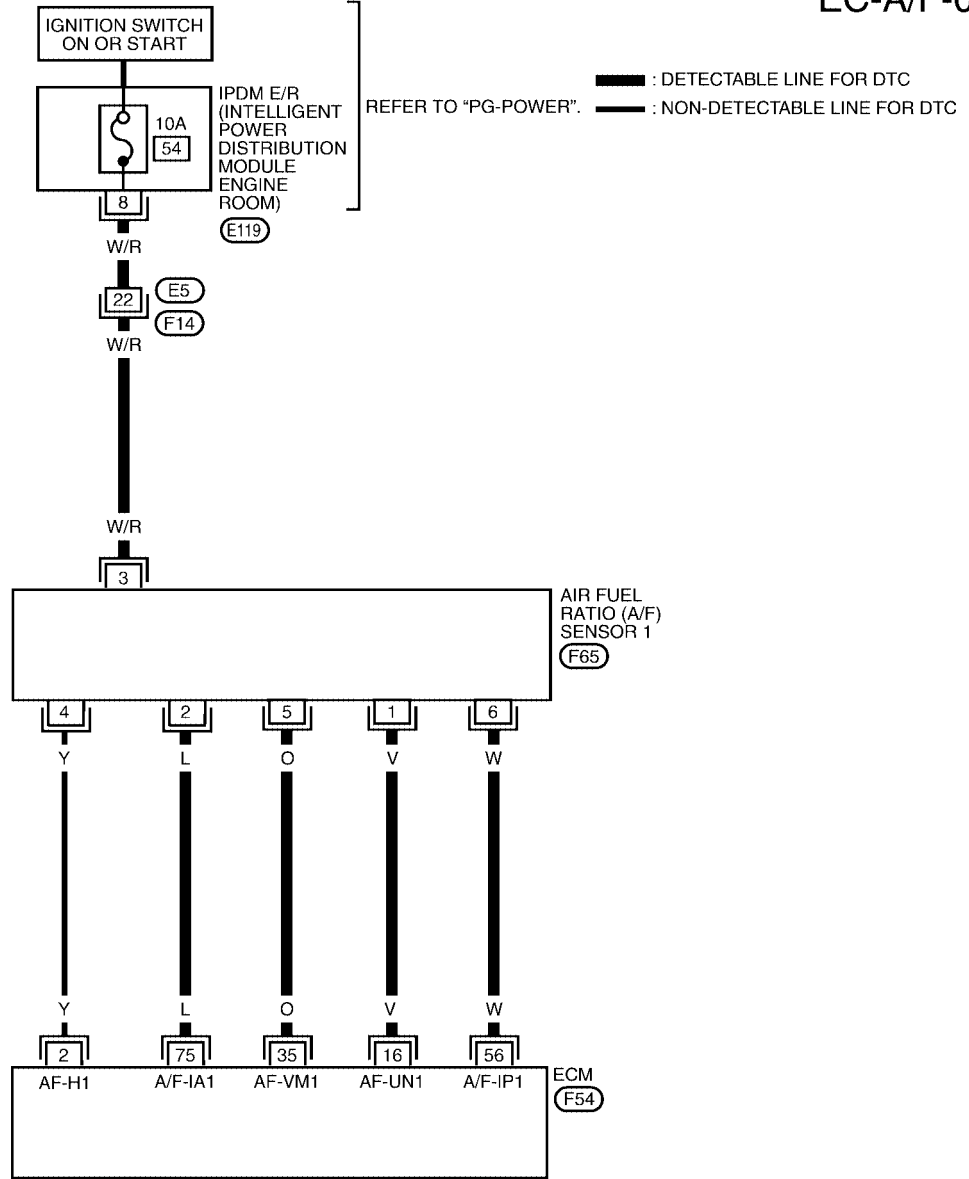 EC-A/F-0
IGNITION SWITCH
ON OR START
IPDM E/R
(INTELLIGENT
POWER
DISTRIBUTION
MODULE
ENGINE
ROOM)
E119
10A
54
8
REFER TO “PG-POWER”.
: DETECTABLE LINE FOR DTC
: NON-DETECTABLE LINE FOR DTC
W/R
22
E5
F14
W/R
W/R
3
AIR FUEL
RATIO (A/F)
SENSOR 1
F65
4 2 5 1 6
Y L O V W
Y L O V W
2 75 35 16 56
AF-H1 A/F-IA1 AF-VM1 AF-UN1 A/F-IP1
ECM
F54